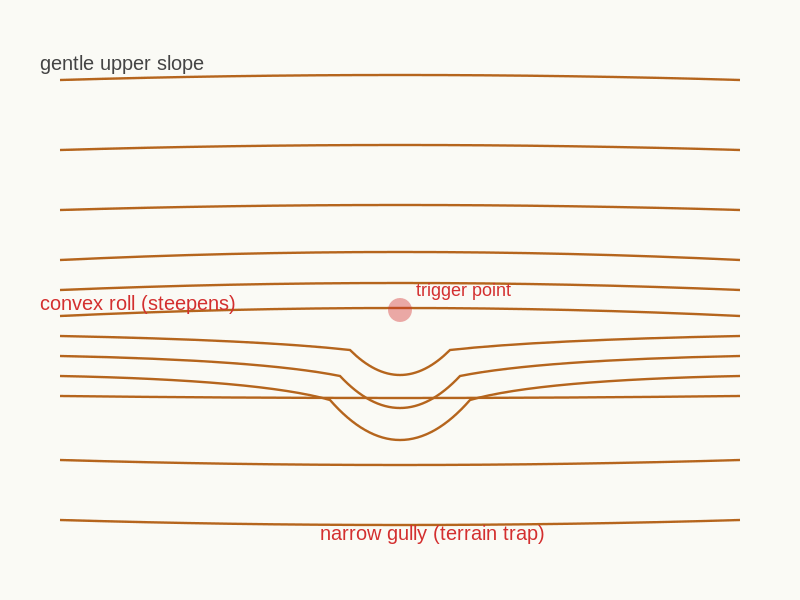 gentle upper slope
trigger point
convex roll (steepens)
narrow gully (terrain trap)